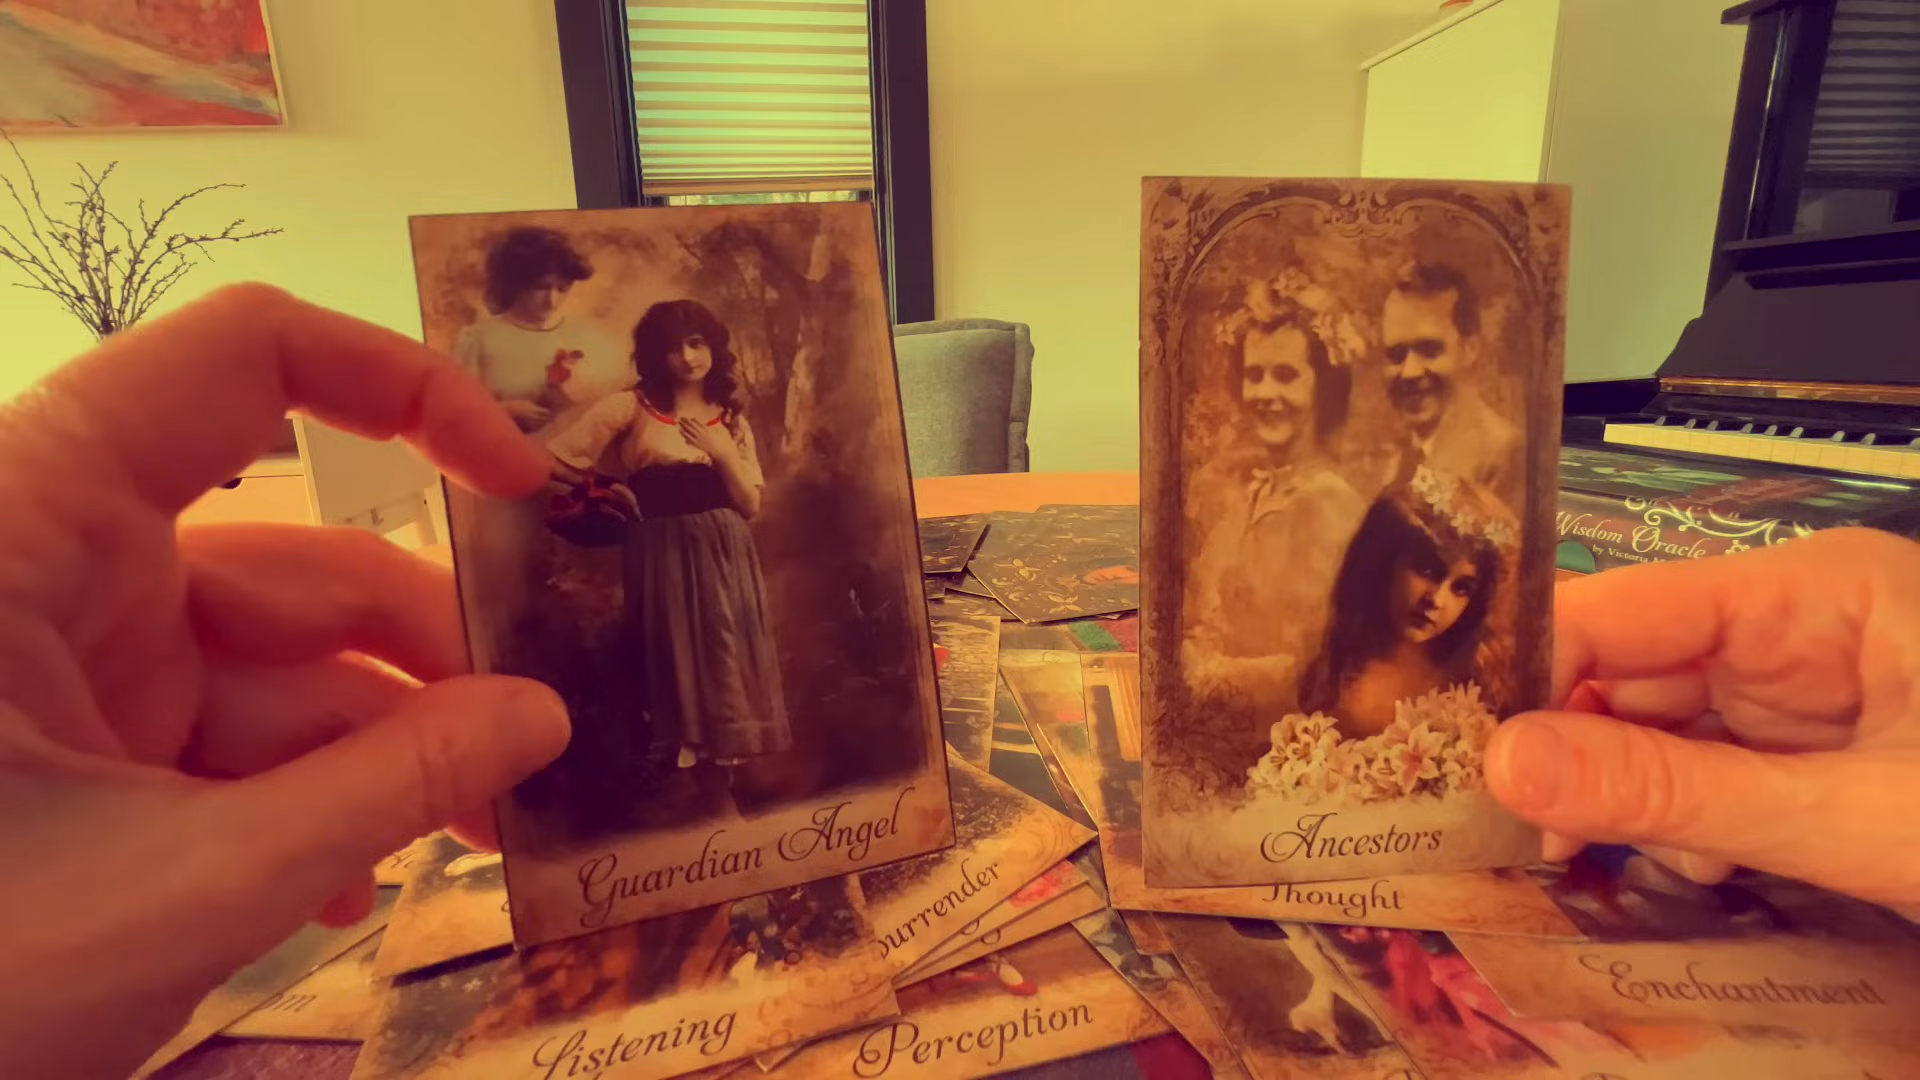 Wisdom Oracle
by Victoria
Guardian Angel
Ancestors
Surrender
Thought
Enchantment
Listening
Perception